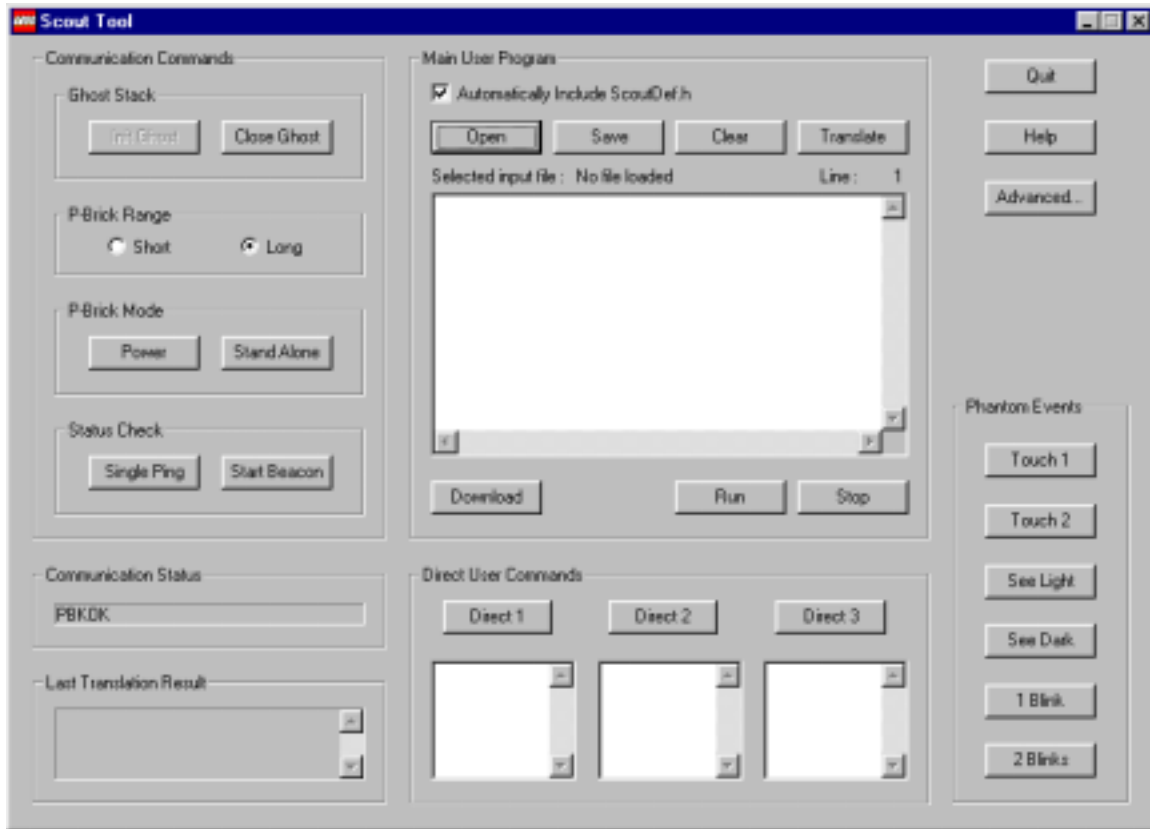 Scout Tool
Communication Commands
Ghost Stack
Init Ghost
Close Ghost
P-Brick Range
Short
Long
P-Brick Mode
Power
Stand Alone
Status Check
Single Ping
Start Beacon
Communication Status
PBKOK
Last Translation Result
Main User Program
Automatically Include ScoutDef.h
Open
Save
Clear
Translate
Selected input file : No file loaded
Line : 1
Download
Run
Stop
Direct User Commands
Direct 1
Direct 2
Direct 3
Quit
Help
Advanced...
Phantom Events
Touch 1
Touch 2
See Light
See Dark
1 Blink
2 Blinks